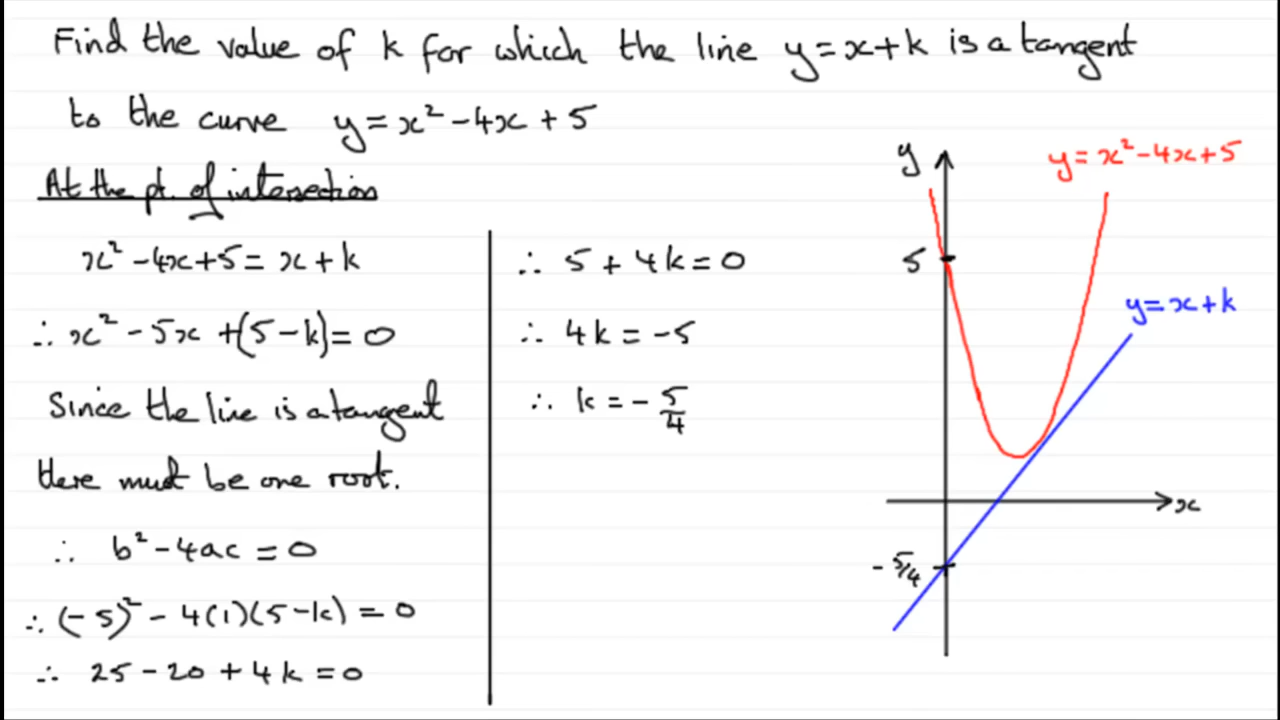 Find the value of k for which the line y = x + k is a tangent
to the curve y = x² - 4x + 5
At the pt. of intersection
x² - 4x + 5 = x + k
∴ x² - 5x + (5 - k) = 0
Since the line is a tangent
there must be one root.
∴ b² - 4ac = 0
∴ (-5)² - 4(1)(5 - k) = 0
∴ 25 - 20 + 4k = 0
∴ 5 + 4k = 0
∴ 4k = -5
∴ k = - 5/4
y
y = x² - 4x + 5
5
y = x + k
x
- 5/4